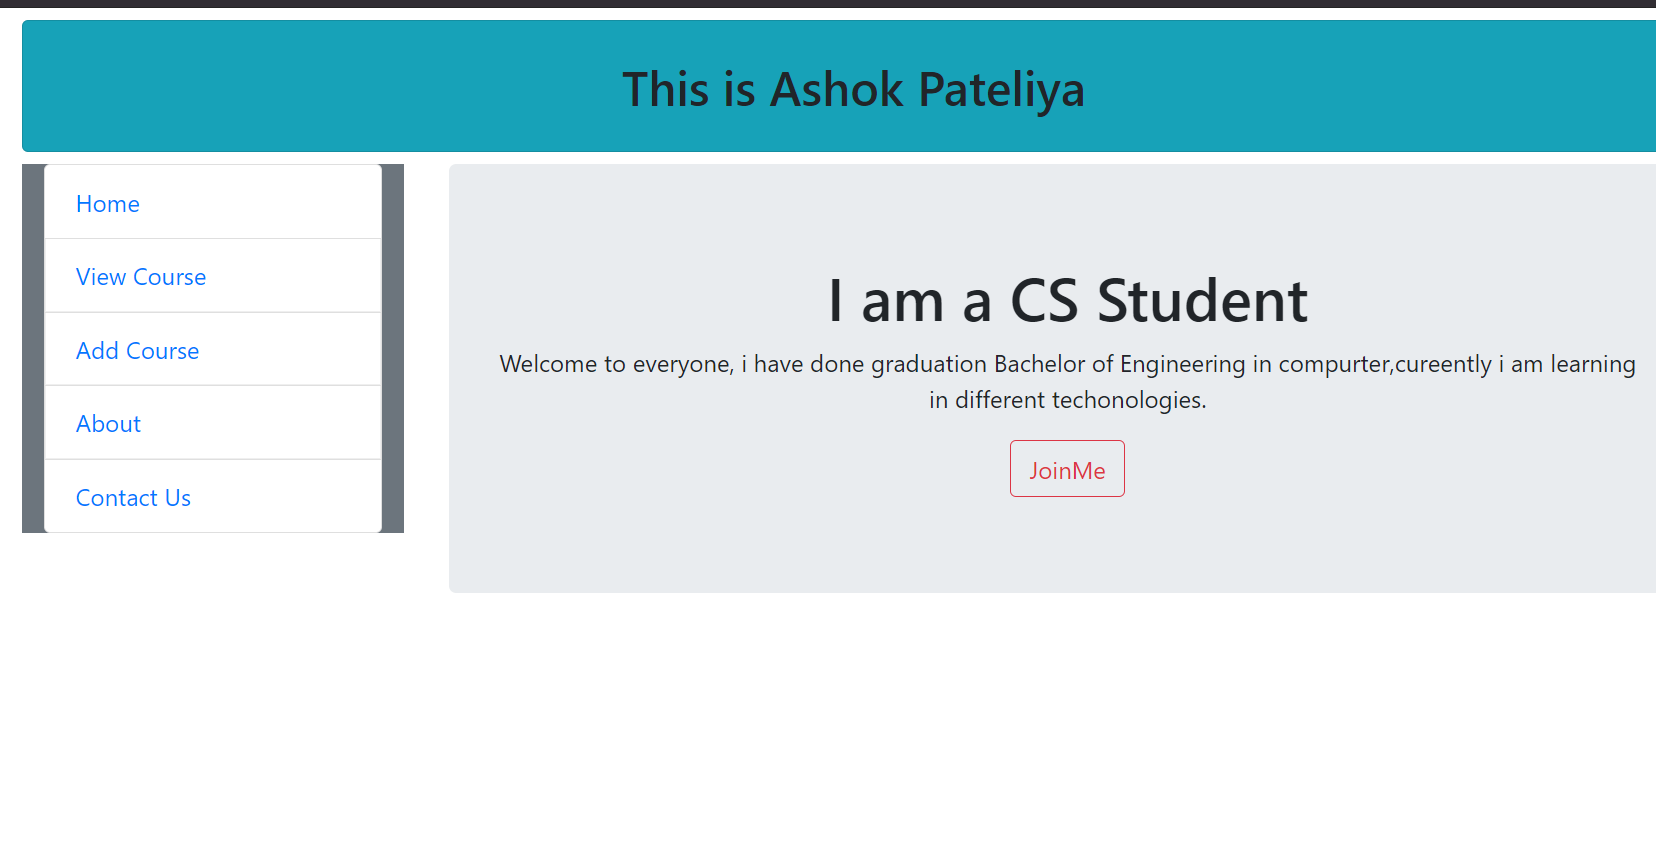 This is Ashok Pateliya
Home
View Course
Add Course
About
Contact Us
I am a CS Student
Welcome to everyone, i have done graduation Bachelor of Engineering in compurter,cureently i am learning
in different techonologies.
JoinMe